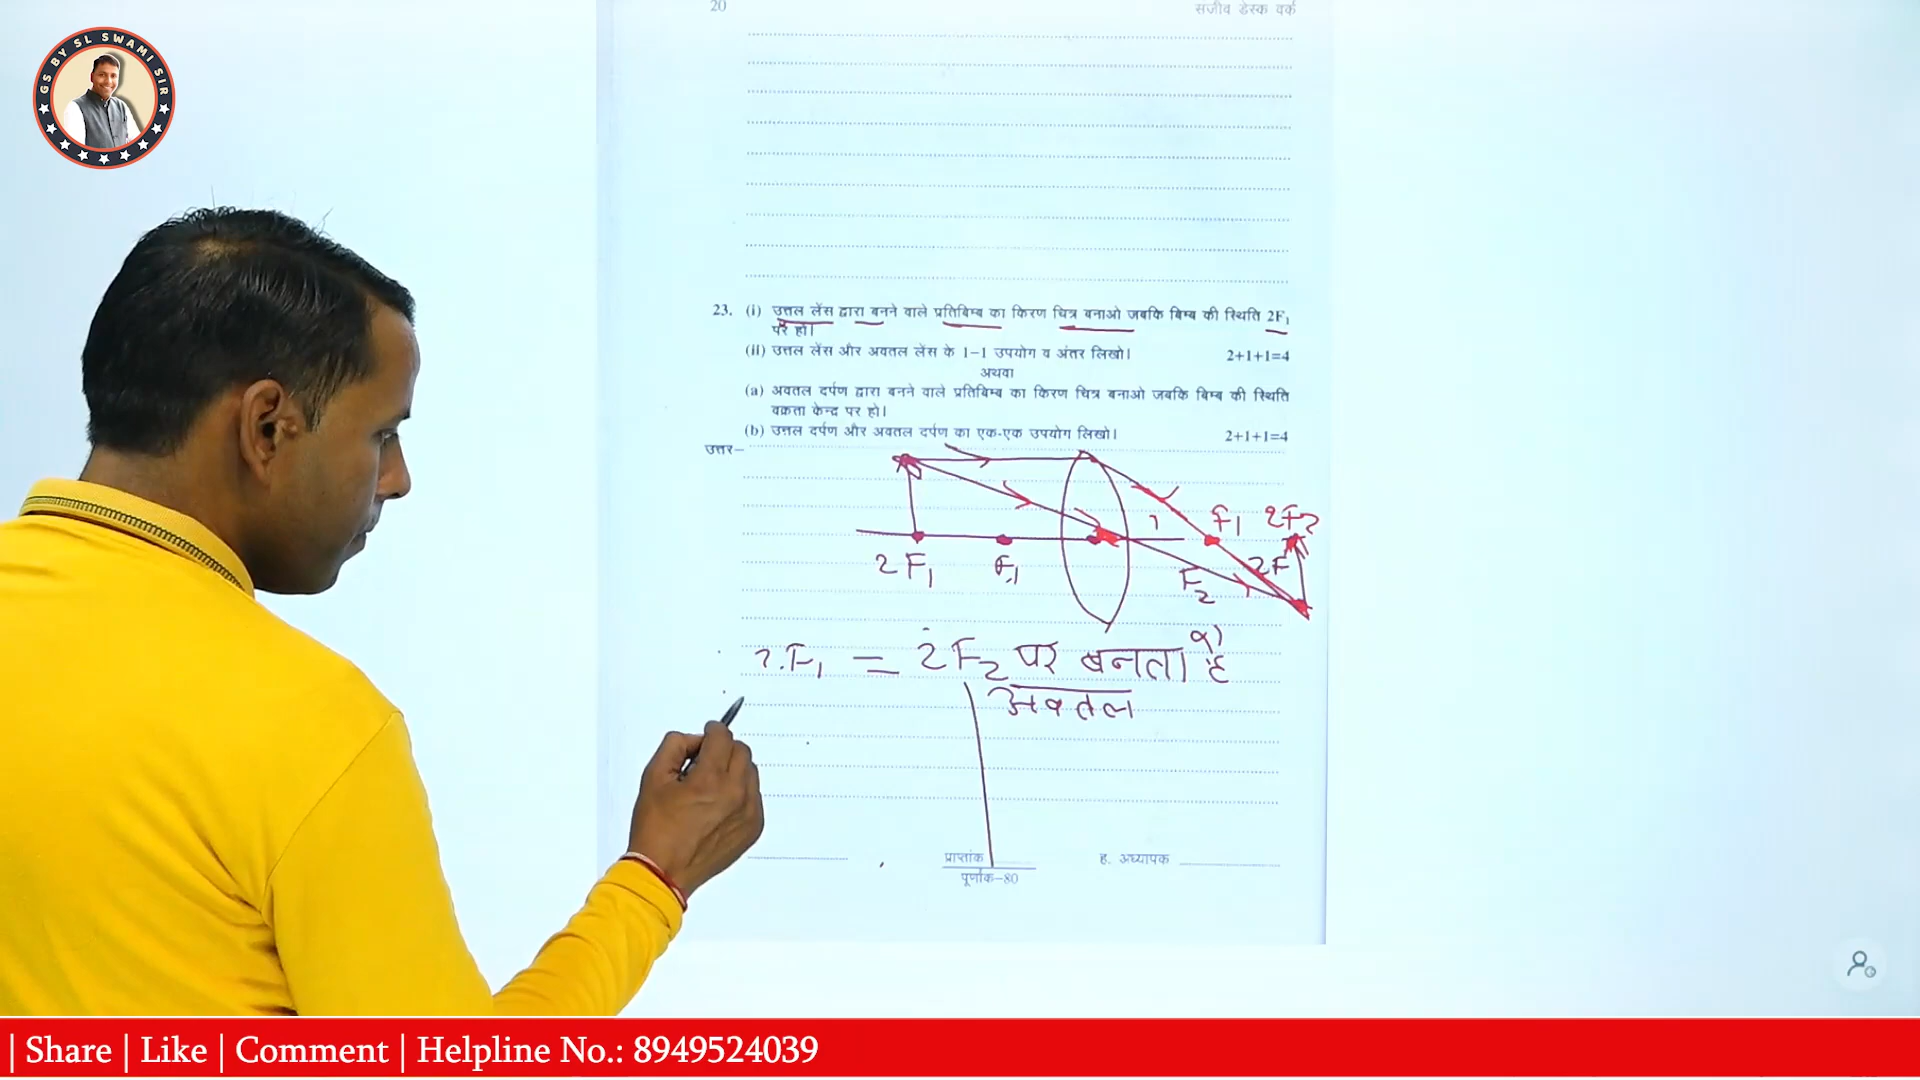 GS BY SL SWAMI SIR
20
संजीव डेस्क वर्क
23. (i) उत्तल लेंस द्वारा बनने वाले प्रतिबिम्ब का किरण चित्र बनाओ जबकि बिम्ब की स्थिति 2F₁
पर हो।
(ii) उत्तल लेंस और अवतल लेंस के 1-1 उपयोग व अंतर लिखो। 2+1+1=4
अथवा
(a) अवतल दर्पण द्वारा बनने वाले प्रतिबिम्ब का किरण चित्र बनाओ जबकि बिम्ब की स्थिति
वक्रता केन्द्र पर हो।
(b) उत्तल दर्पण और अवतल दर्पण का एक-एक उपयोग लिखो। 2+1+1=4
उत्तर–
F1 2F2
2F1 F1 F2 2F
2.F1 = 2F2 पर बनता है
अवतल
प्राप्तांक
पूर्णांक–80
ह. अध्यापक
| Share | Like | Comment | Helpline No.: 8949524039